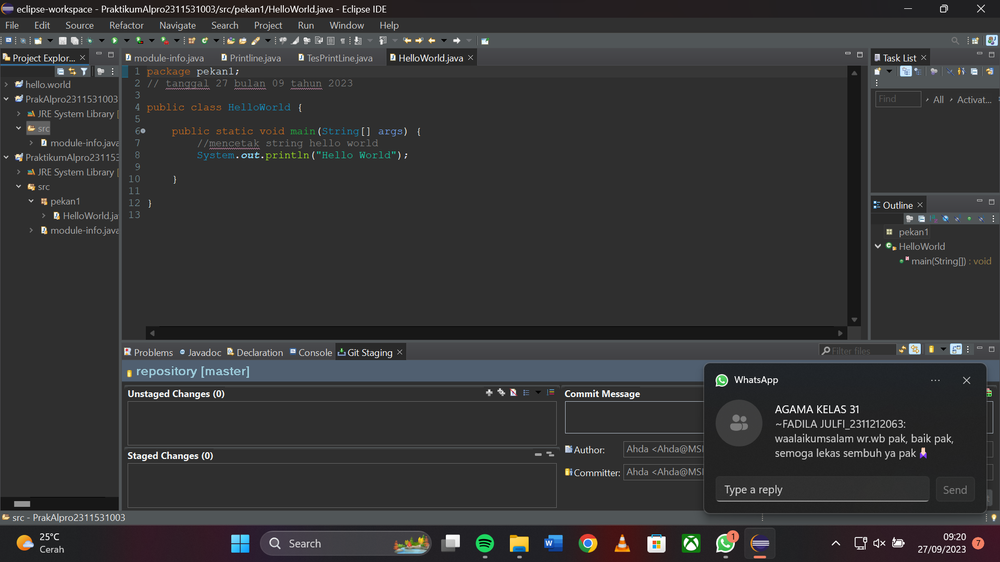 eclipse-workspace - PraktikumAlpro2311531003/src/pekan1/HelloWorld.java - Eclipse IDE
File Edit Source Refactor Navigate Search Project Run Window Help
Project Explor...
hello.world
PrakAlpro2311531003
JRE System Library [
src
module-info.java
PraktikumAlpro23115
JRE System Library [
src
pekan1
HelloWorld.ja
module-info.java
module-info.java Printline.java TesPrintLine.java HelloWorld.java
1 package pekan1;
2 // tanggal 27 bulan 09 tahun 2023
3
4 public class HelloWorld {
5
6 public static void main(String[] args) {
7 //mencetak string hello world
8 System.out.println("Hello World");
9
10 }
11
12 }
13
Task List
Find All Activat...
Outline
pekan1
HelloWorld
main(String[]) : void
Problems Javadoc Declaration Console Git Staging
Filter files
repository [master]
Unstaged Changes (0)
Staged Changes (0)
Commit Message
Author: Ahda <Ahda@MSI
Committer: Ahda <Ahda@MSI
WhatsApp
AGAMA KELAS 31
~FADILA JULFI_2311212063:
waalaikumsalam wr.wb pak, baik pak,
semoga lekas sembuh ya pak
Type a reply
Send
src - PrakAlpro2311531003
25°C
Cerah
Search
1
09:20
27/09/2023
7